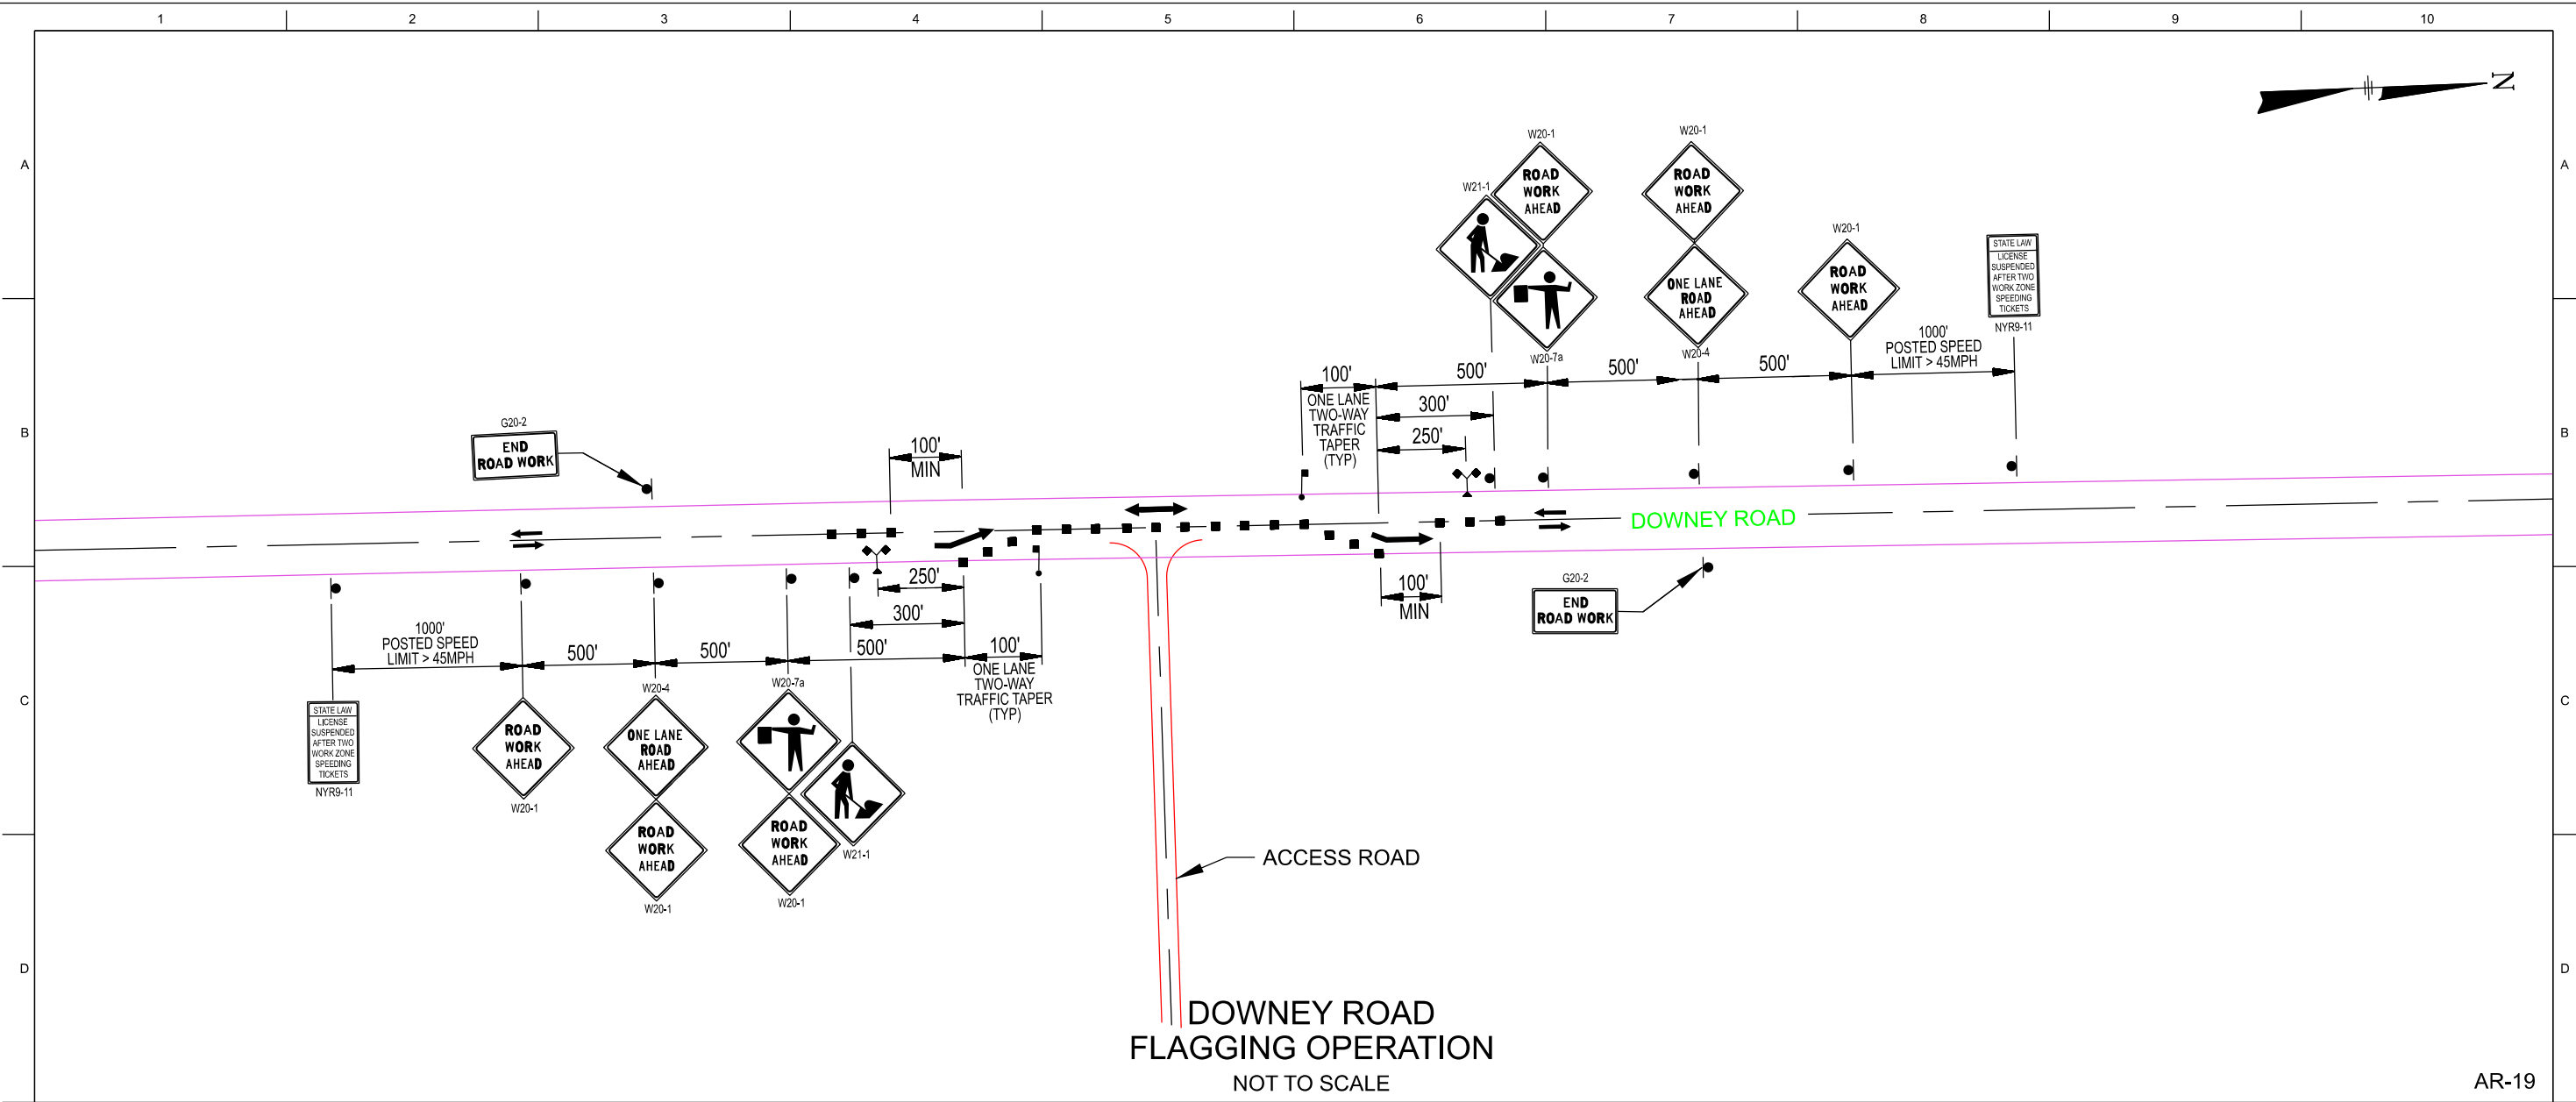 1 2 3 4 5 6 7 8 9 10
N
A
A
W20-1
ROAD
WORK
AHEAD
W21-1
W20-7a
W20-1
ROAD
WORK
AHEAD
ONE LANE
ROAD
AHEAD
W20-4
W20-1
ROAD
WORK
AHEAD
STATE LAW
LICENSE
SUSPENDED
AFTER TWO
WORK ZONE
SPEEDING
TICKETS
NYR9-11
1000'
POSTED SPEED
LIMIT > 45MPH
500'
500'
500'
100'
ONE LANE
TWO-WAY
TRAFFIC
TAPER
(TYP)
300'
250'
B
B
G20-2
END
ROAD WORK
100'
MIN
DOWNEY ROAD
250'
300'
500'
100'
ONE LANE
TWO-WAY
TRAFFIC TAPER
(TYP)
100'
MIN
G20-2
END
ROAD WORK
1000'
POSTED SPEED
LIMIT > 45MPH
500'
500'
C
C
STATE LAW
LICENSE
SUSPENDED
AFTER TWO
WORK ZONE
SPEEDING
TICKETS
NYR9-11
ROAD
WORK
AHEAD
W20-1
W20-4
ONE LANE
ROAD
AHEAD
ROAD
WORK
AHEAD
W20-1
W20-7a
ROAD
WORK
AHEAD
W20-1
W21-1
ACCESS ROAD
D
D
DOWNEY ROAD
FLAGGING OPERATION
NOT TO SCALE
AR-19